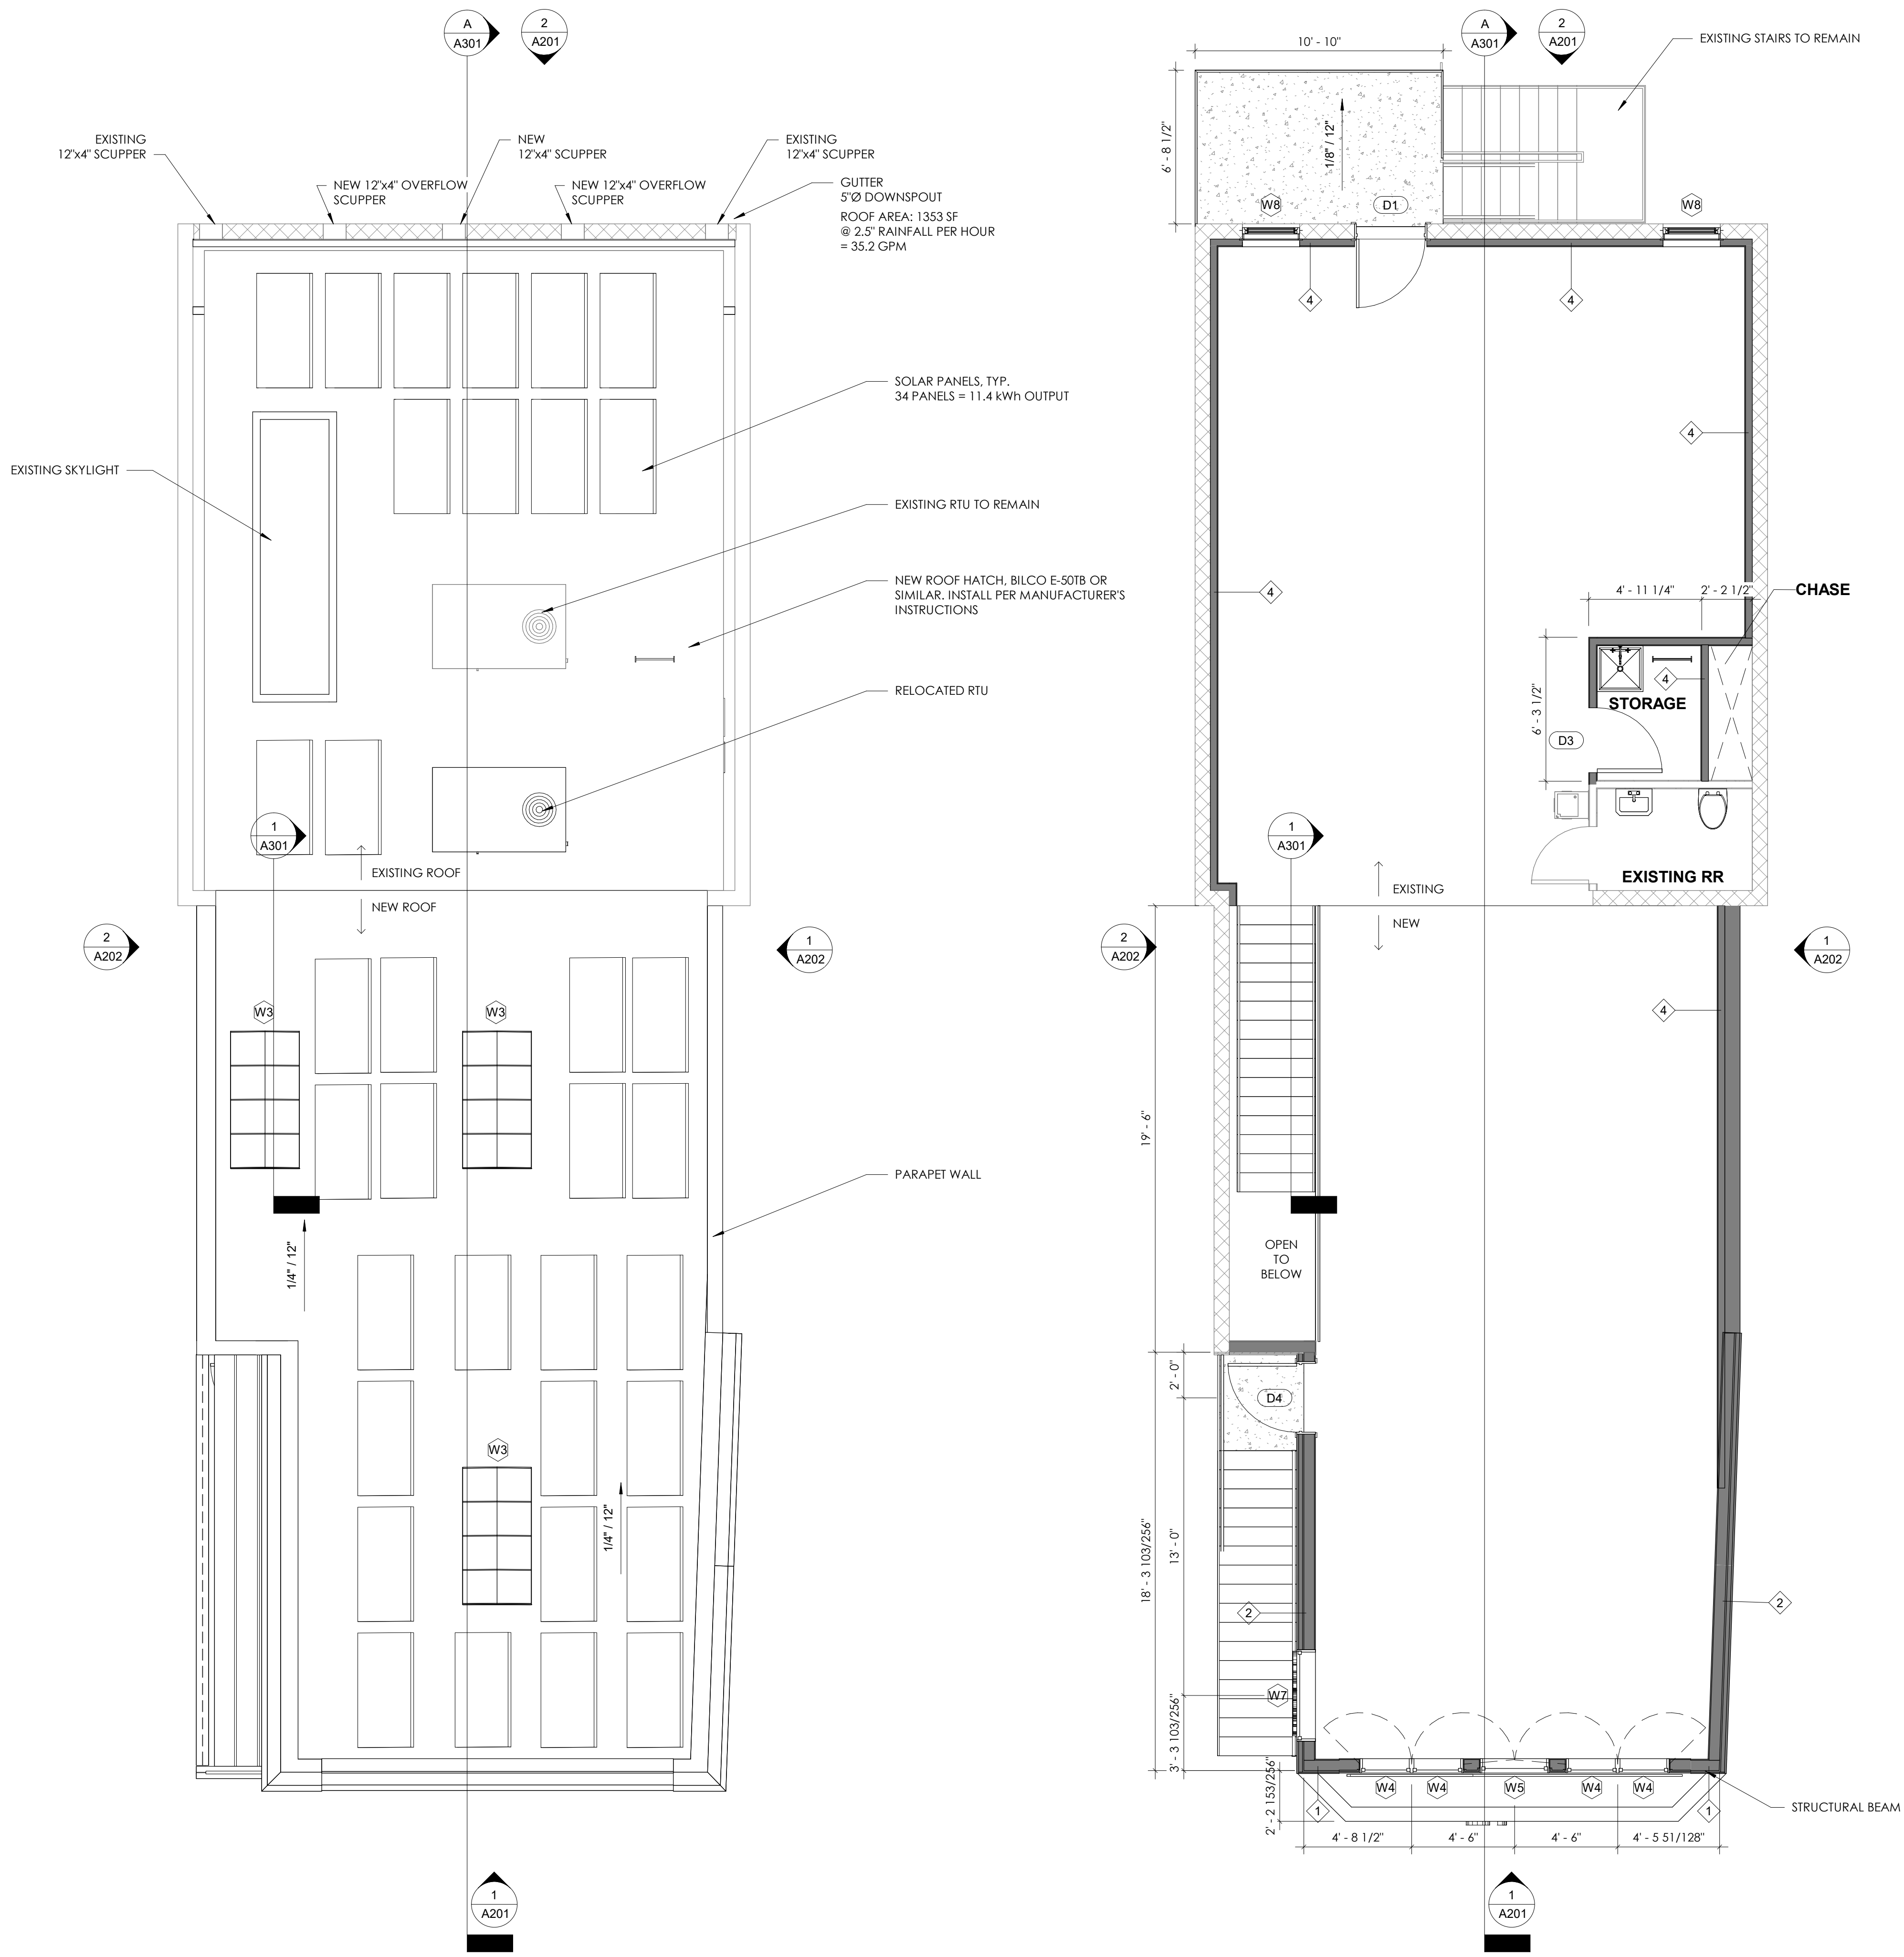 A
A301
2
A201
EXISTING
12"x4" SCUPPER
NEW
12"x4" SCUPPER
EXISTING
12"x4" SCUPPER
NEW 12"x4" OVERFLOW
SCUPPER
NEW 12"x4" OVERFLOW
SCUPPER
GUTTER
5"Ø DOWNSPOUT
ROOF AREA: 1353 SF
@ 2.5" RAINFALL PER HOUR
= 35.2 GPM
SOLAR PANELS, TYP.
34 PANELS = 11.4 kWh OUTPUT
EXISTING SKYLIGHT
EXISTING RTU TO REMAIN
NEW ROOF HATCH, BILCO E-50TB OR
SIMILAR. INSTALL PER MANUFACTURER'S
INSTRUCTIONS
RELOCATED RTU
1
A301
EXISTING ROOF
NEW ROOF
2
A202
1
A202
W3
W3
PARAPET WALL
1/4" / 12"
W3
1/4" / 12"
1
A201
A
A301
2
A201
10' - 10"
EXISTING STAIRS TO REMAIN
6' - 8 1/2"
1/8" / 12"
W8
D1
W8
4
4
4
4
4' - 11 1/4"
2' - 2 1/2"
CHASE
6' - 3 1/2"
4
STORAGE
D3
1
A301
EXISTING RR
EXISTING
NEW
2
A202
1
A202
4
19' - 6"
OPEN
TO
BELOW
2' - 0"
D4
18' - 3 103/256"
13' - 0"
2
2
W7
3' - 3 103/256"
2' - 2 153/256"
W4
W4
W5
W4
W4
1
1
STRUCTURAL BEAM
4' - 8 1/2"
4' - 6"
4' - 6"
4' - 5 51/128"
1
A201